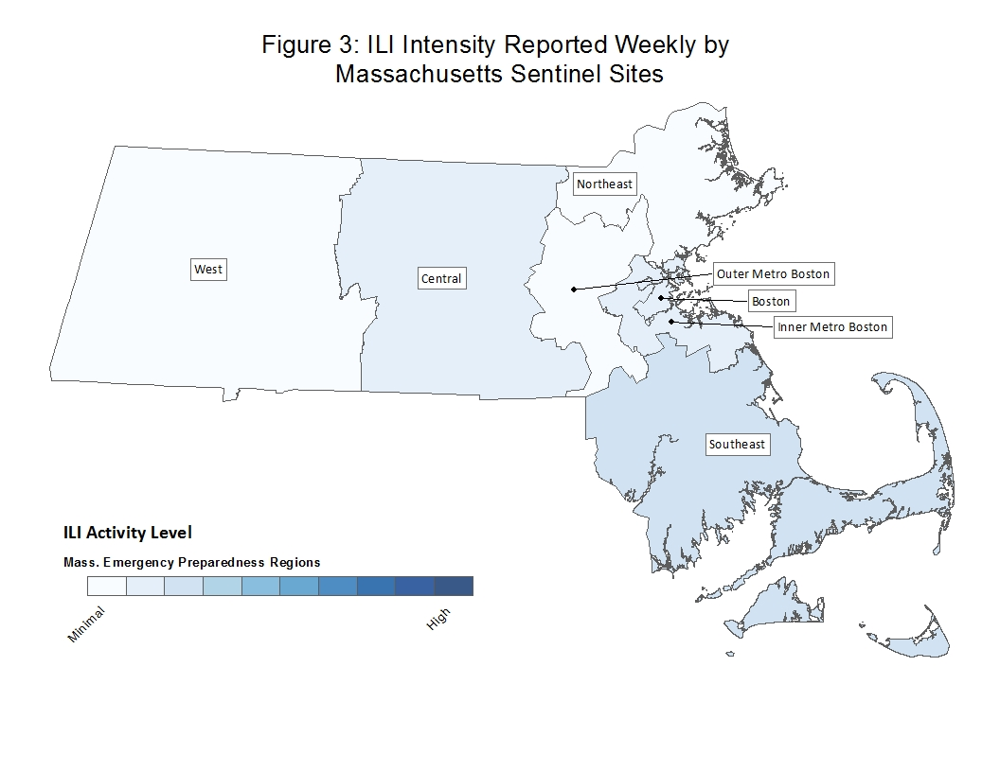 Figure 3: ILI Intensity Reported Weekly by
Massachusetts Sentinel Sites
Northeast
West
Central
Outer Metro Boston
Boston
Inner Metro Boston
Southeast
ILI Activity Level
Mass. Emergency Preparedness Regions
Minimal
High